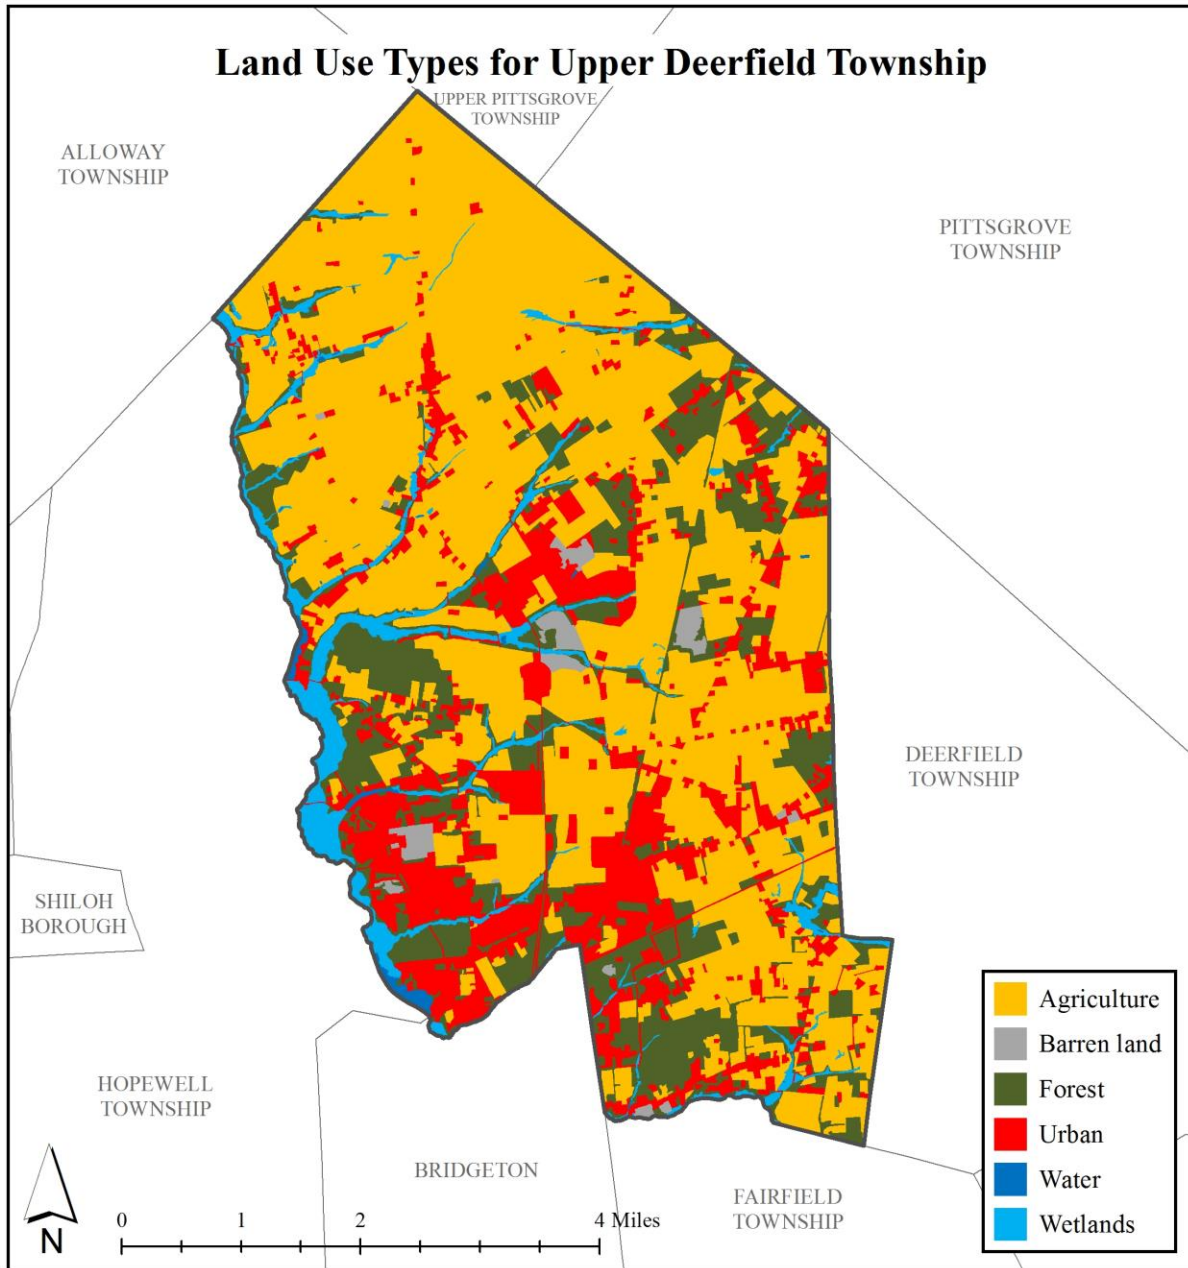 Land Use Types for Upper Deerfield Township
UPPER PITTSGROVE
TOWNSHIP
ALLOWAY
TOWNSHIP
PITTSGROVE
TOWNSHIP
DEERFIELD
TOWNSHIP
SHILOH
BOROUGH
HOPEWELL
TOWNSHIP
BRIDGETON
FAIRFIELD
TOWNSHIP
Agriculture
Barren land
Forest
Urban
Water
Wetlands
N
0 1 2 4 Miles